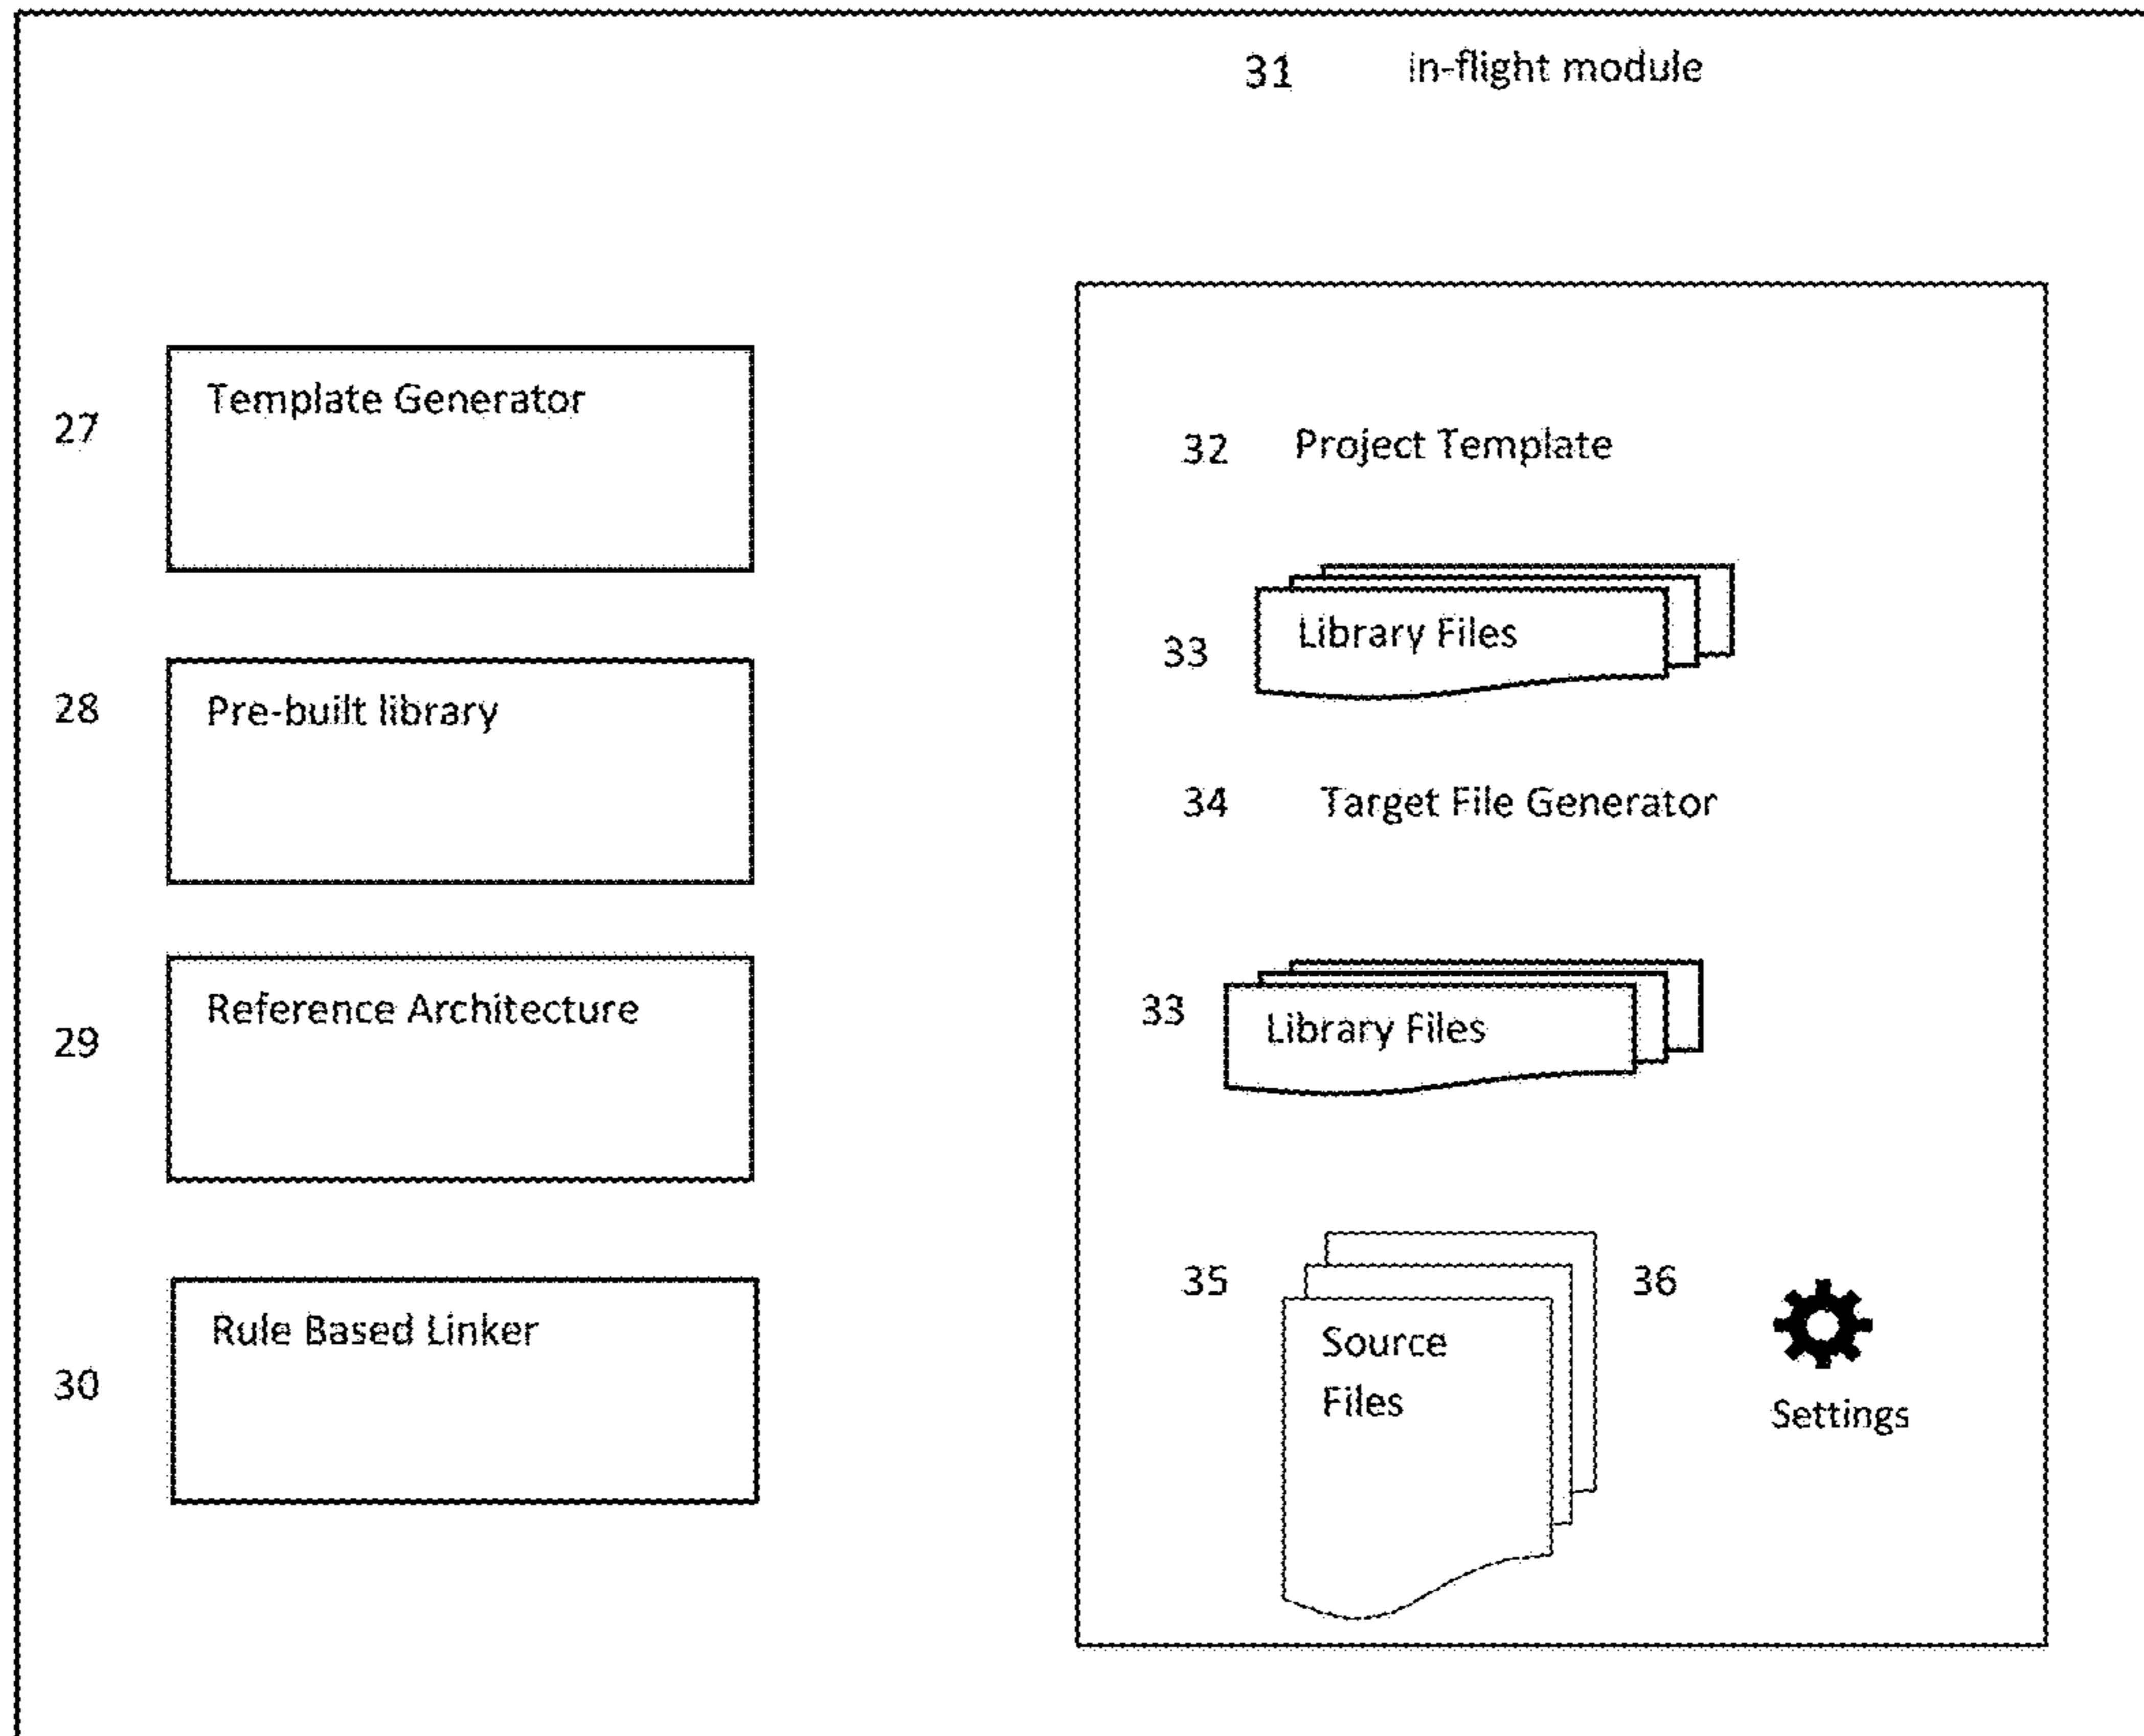 31 in-flight module
27 Template Generator
28 Pre-built library
29 Reference Architecture
30 Rule Based Linker
32 Project Template
33 Library Files
34 Target File Generator
33 Library Files
35 Source
Files
36
Settings